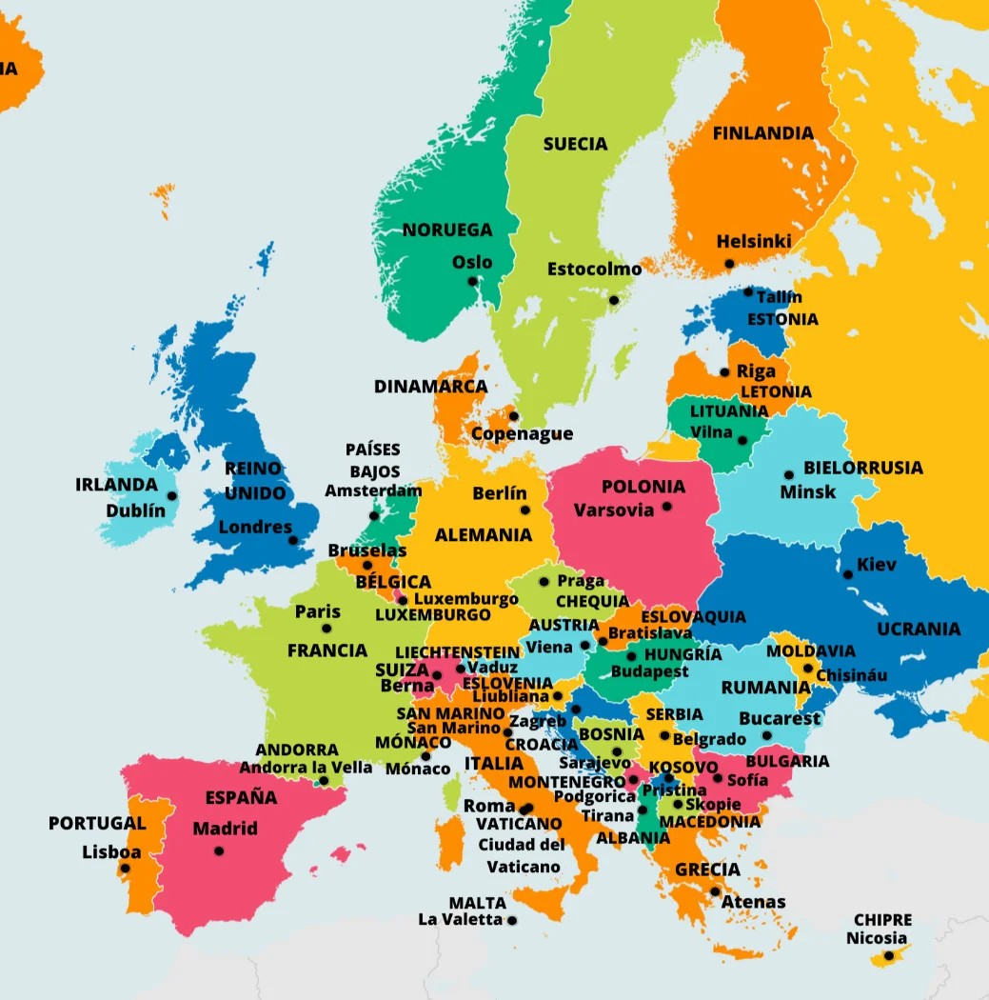 IA
SUECIA
FINLANDIA
NORUEGA
Oslo
Helsinki
Estocolmo
Tallín
ESTONIA
Riga
LETONIA
DINAMARCA
Copenague
LITUANIA
Vilna
PAÍSES
BAJOS
Amsterdam
IRLANDA
Dublín
REINO
UNIDO
Londres
Berlín
ALEMANIA
POLONIA
Varsovia
BIELORRUSIA
Minsk
Bruselas
BÉLGICA
Luxemburgo
LUXEMBURGO
Praga
CHEQUIA
Kiev
UCRANIA
Paris
FRANCIA
AUSTRIA
Viena
ESLOVAQUIA
Bratislava
LIECHTENSTEIN
Vaduz
SUIZA
Berna
HUNGRÍA
Budapest
MOLDAVIA
Chisináu
ESLOVENIA
Liubliana
RUMANIA
Bucarest
SAN MARINO
San Marino
Zagreb
CROACIA
SERBIA
Belgrado
BOSNIA
Sarajevo
MÓNACO
Mónaco
ANDORRA
Andorra la Vella
ITALIA
MONTENEGRO
Podgorica
KOSOVO
Pristina
BULGARIA
Sofía
ESPAÑA
Madrid
PORTUGAL
Lisboa
Roma
VATICANO
Ciudad del
Vaticano
Tirana
ALBANIA
Skopie
MACEDONIA
GRECIA
Atenas
MALTA
La Valetta
CHIPRE
Nicosia